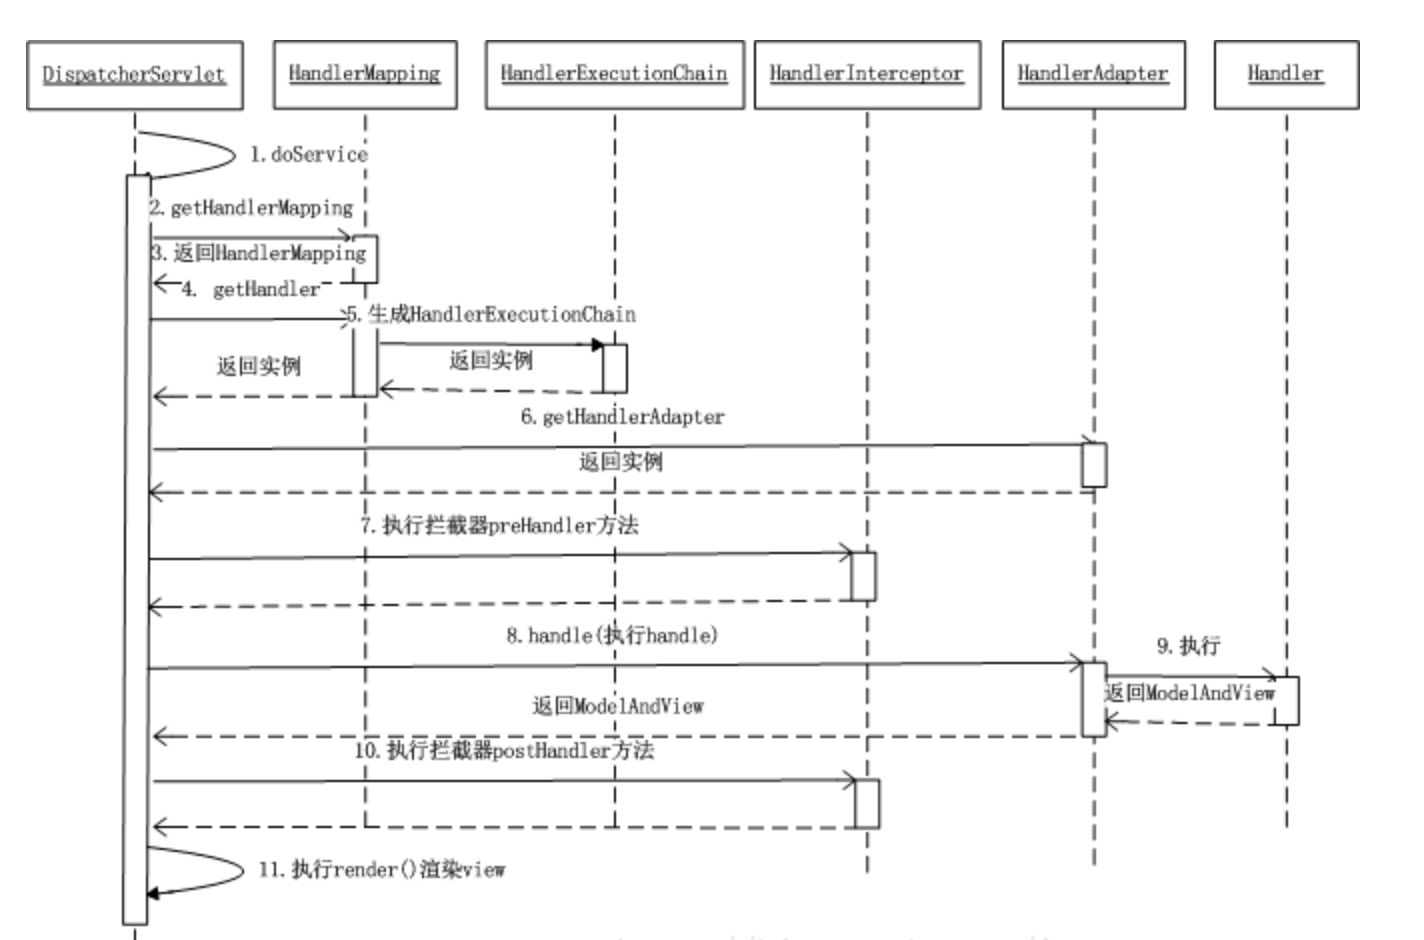 DispatcherServlet
HandlerMapping
HandlerExecutionChain
HandlerInterceptor
HandlerAdapter
Handler
1.doService
2.getHandlerMapping
3.返回HandlerMapping
4. getHandler
5.生成HandlerExecutionChain
返回实例
返回实例
6.getHandlerAdapter
返回实例
7.执行拦截器preHandler方法
8.handle(执行handle)
9.执行
返回ModelAndView
返回ModelAndView
10.执行拦截器postHandler方法
11.执行render()渲染view